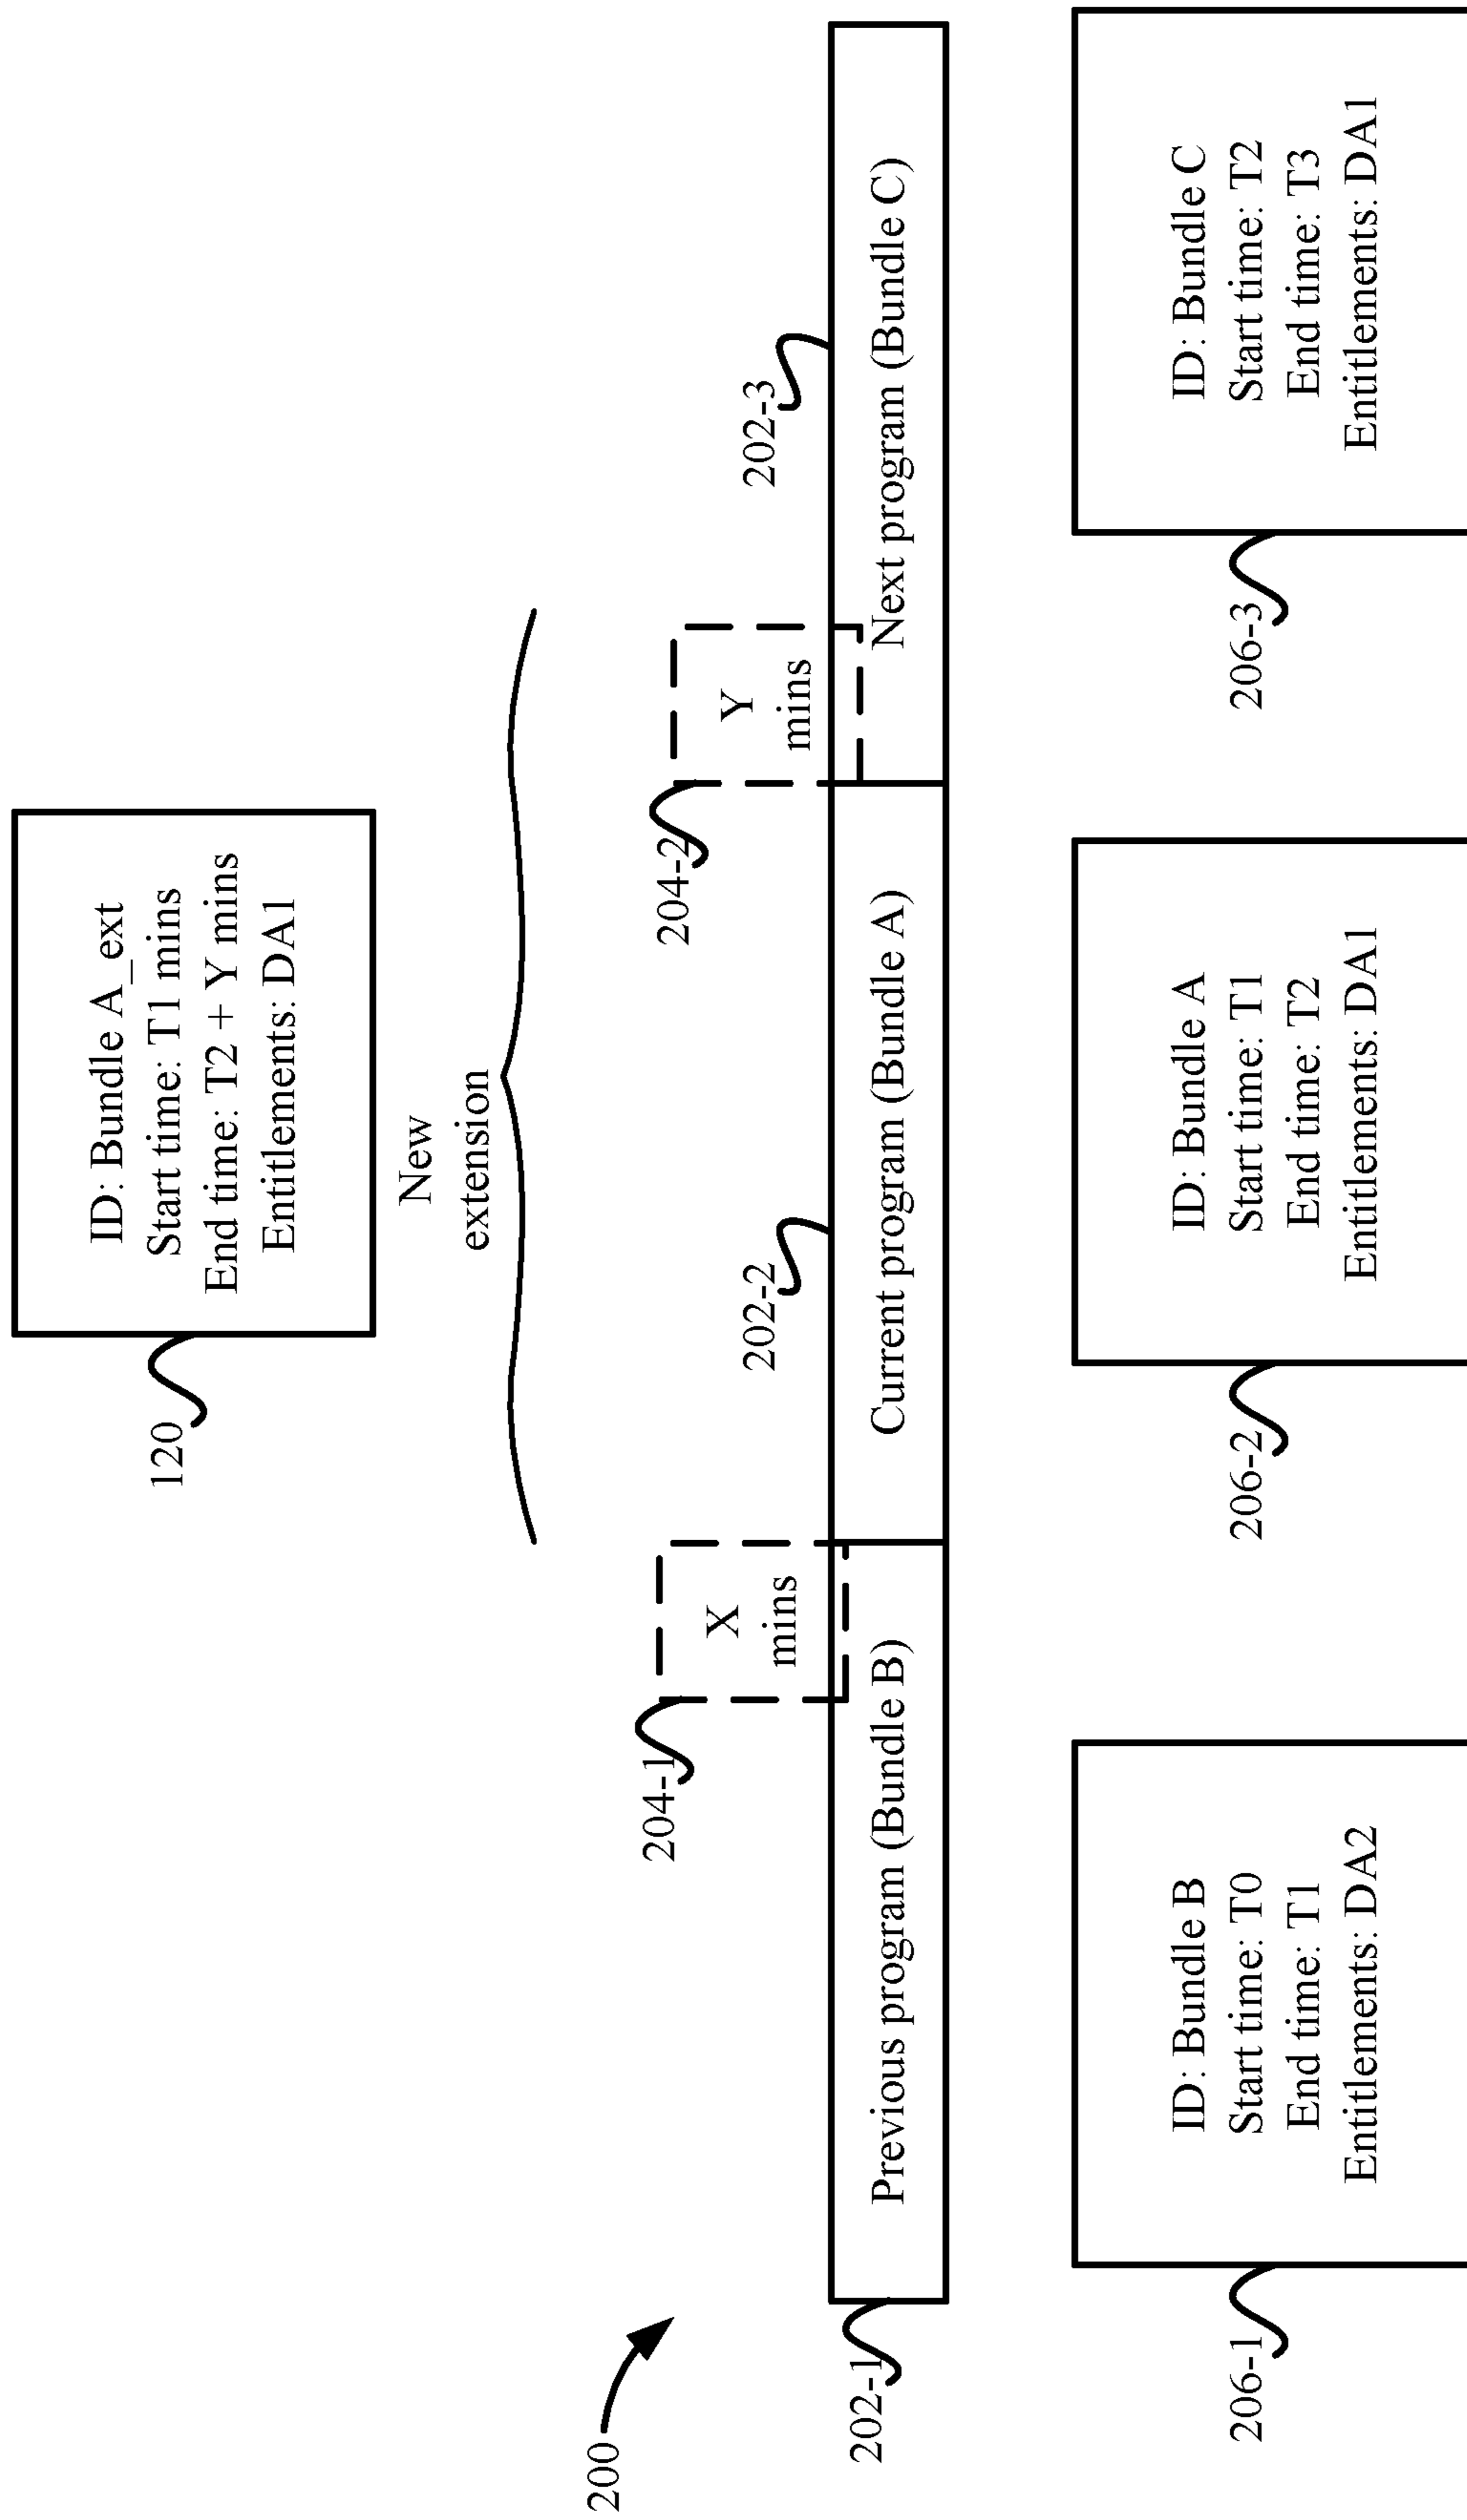 ID: Bundle A_ext
Start time: T1 mins
End time: T2 + Y mins
Entitlements: DA1
120
New
extension
200
204-1
X
mins
204-2
Y
mins
202-1
202-2
202-3
Previous program (Bundle B)
Current program (Bundle A)
Next program (Bundle C)
206-1
ID: Bundle B
Start time: T0
End time: T1
Entitlements: DA2
206-2
ID: Bundle A
Start time: T1
End time: T2
Entitlements: DA1
206-3
ID: Bundle C
Start time: T2
End time: T3
Entitlements: DA1